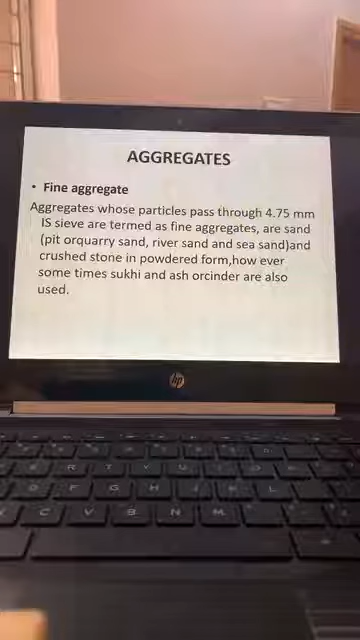 AGGREGATES
• Fine aggregate
Aggregates whose particles pass through 4.75 mm
IS sieve are termed as fine aggregates, are sand
(pit orquarry sand, river sand and sea sand)and
crushed stone in powdered form,how ever
some times sukhi and ash orcinder are also
used.
hp
R T Y U
D F G H L
C V B N M